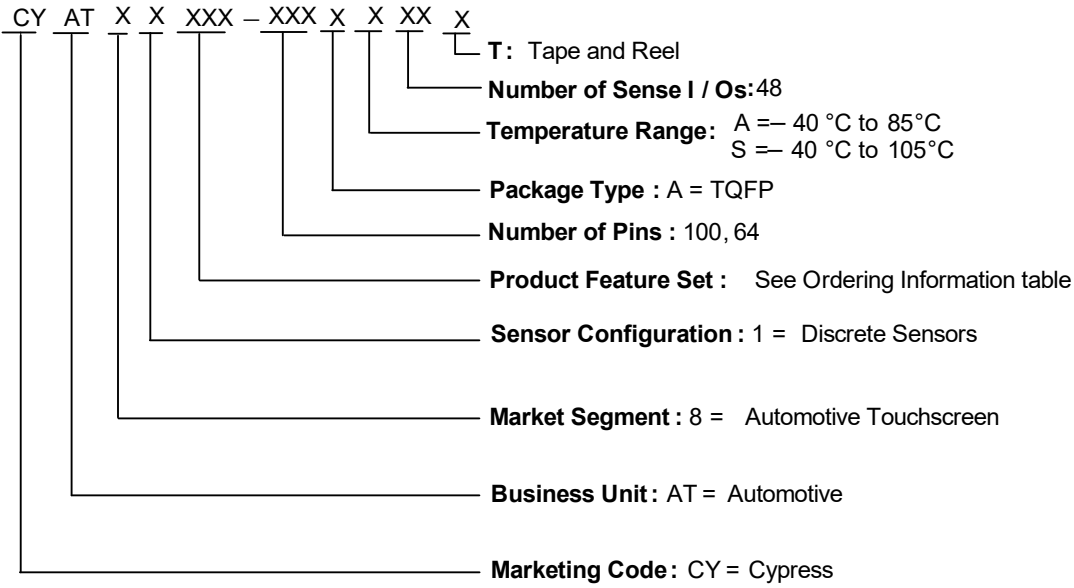 CY AT X X XXX – XXX X X XX X
T: Tape and Reel
Number of Sense I / Os:48
Temperature Range: A =– 40 °C to 85°C
S =– 40 °C to 105°C
Package Type : A = TQFP
Number of Pins : 100, 64
Product Feature Set : See Ordering Information table
Sensor Configuration : 1 = Discrete Sensors
Market Segment : 8 = Automotive Touchscreen
Business Unit : AT = Automotive
Marketing Code : CY = Cypress